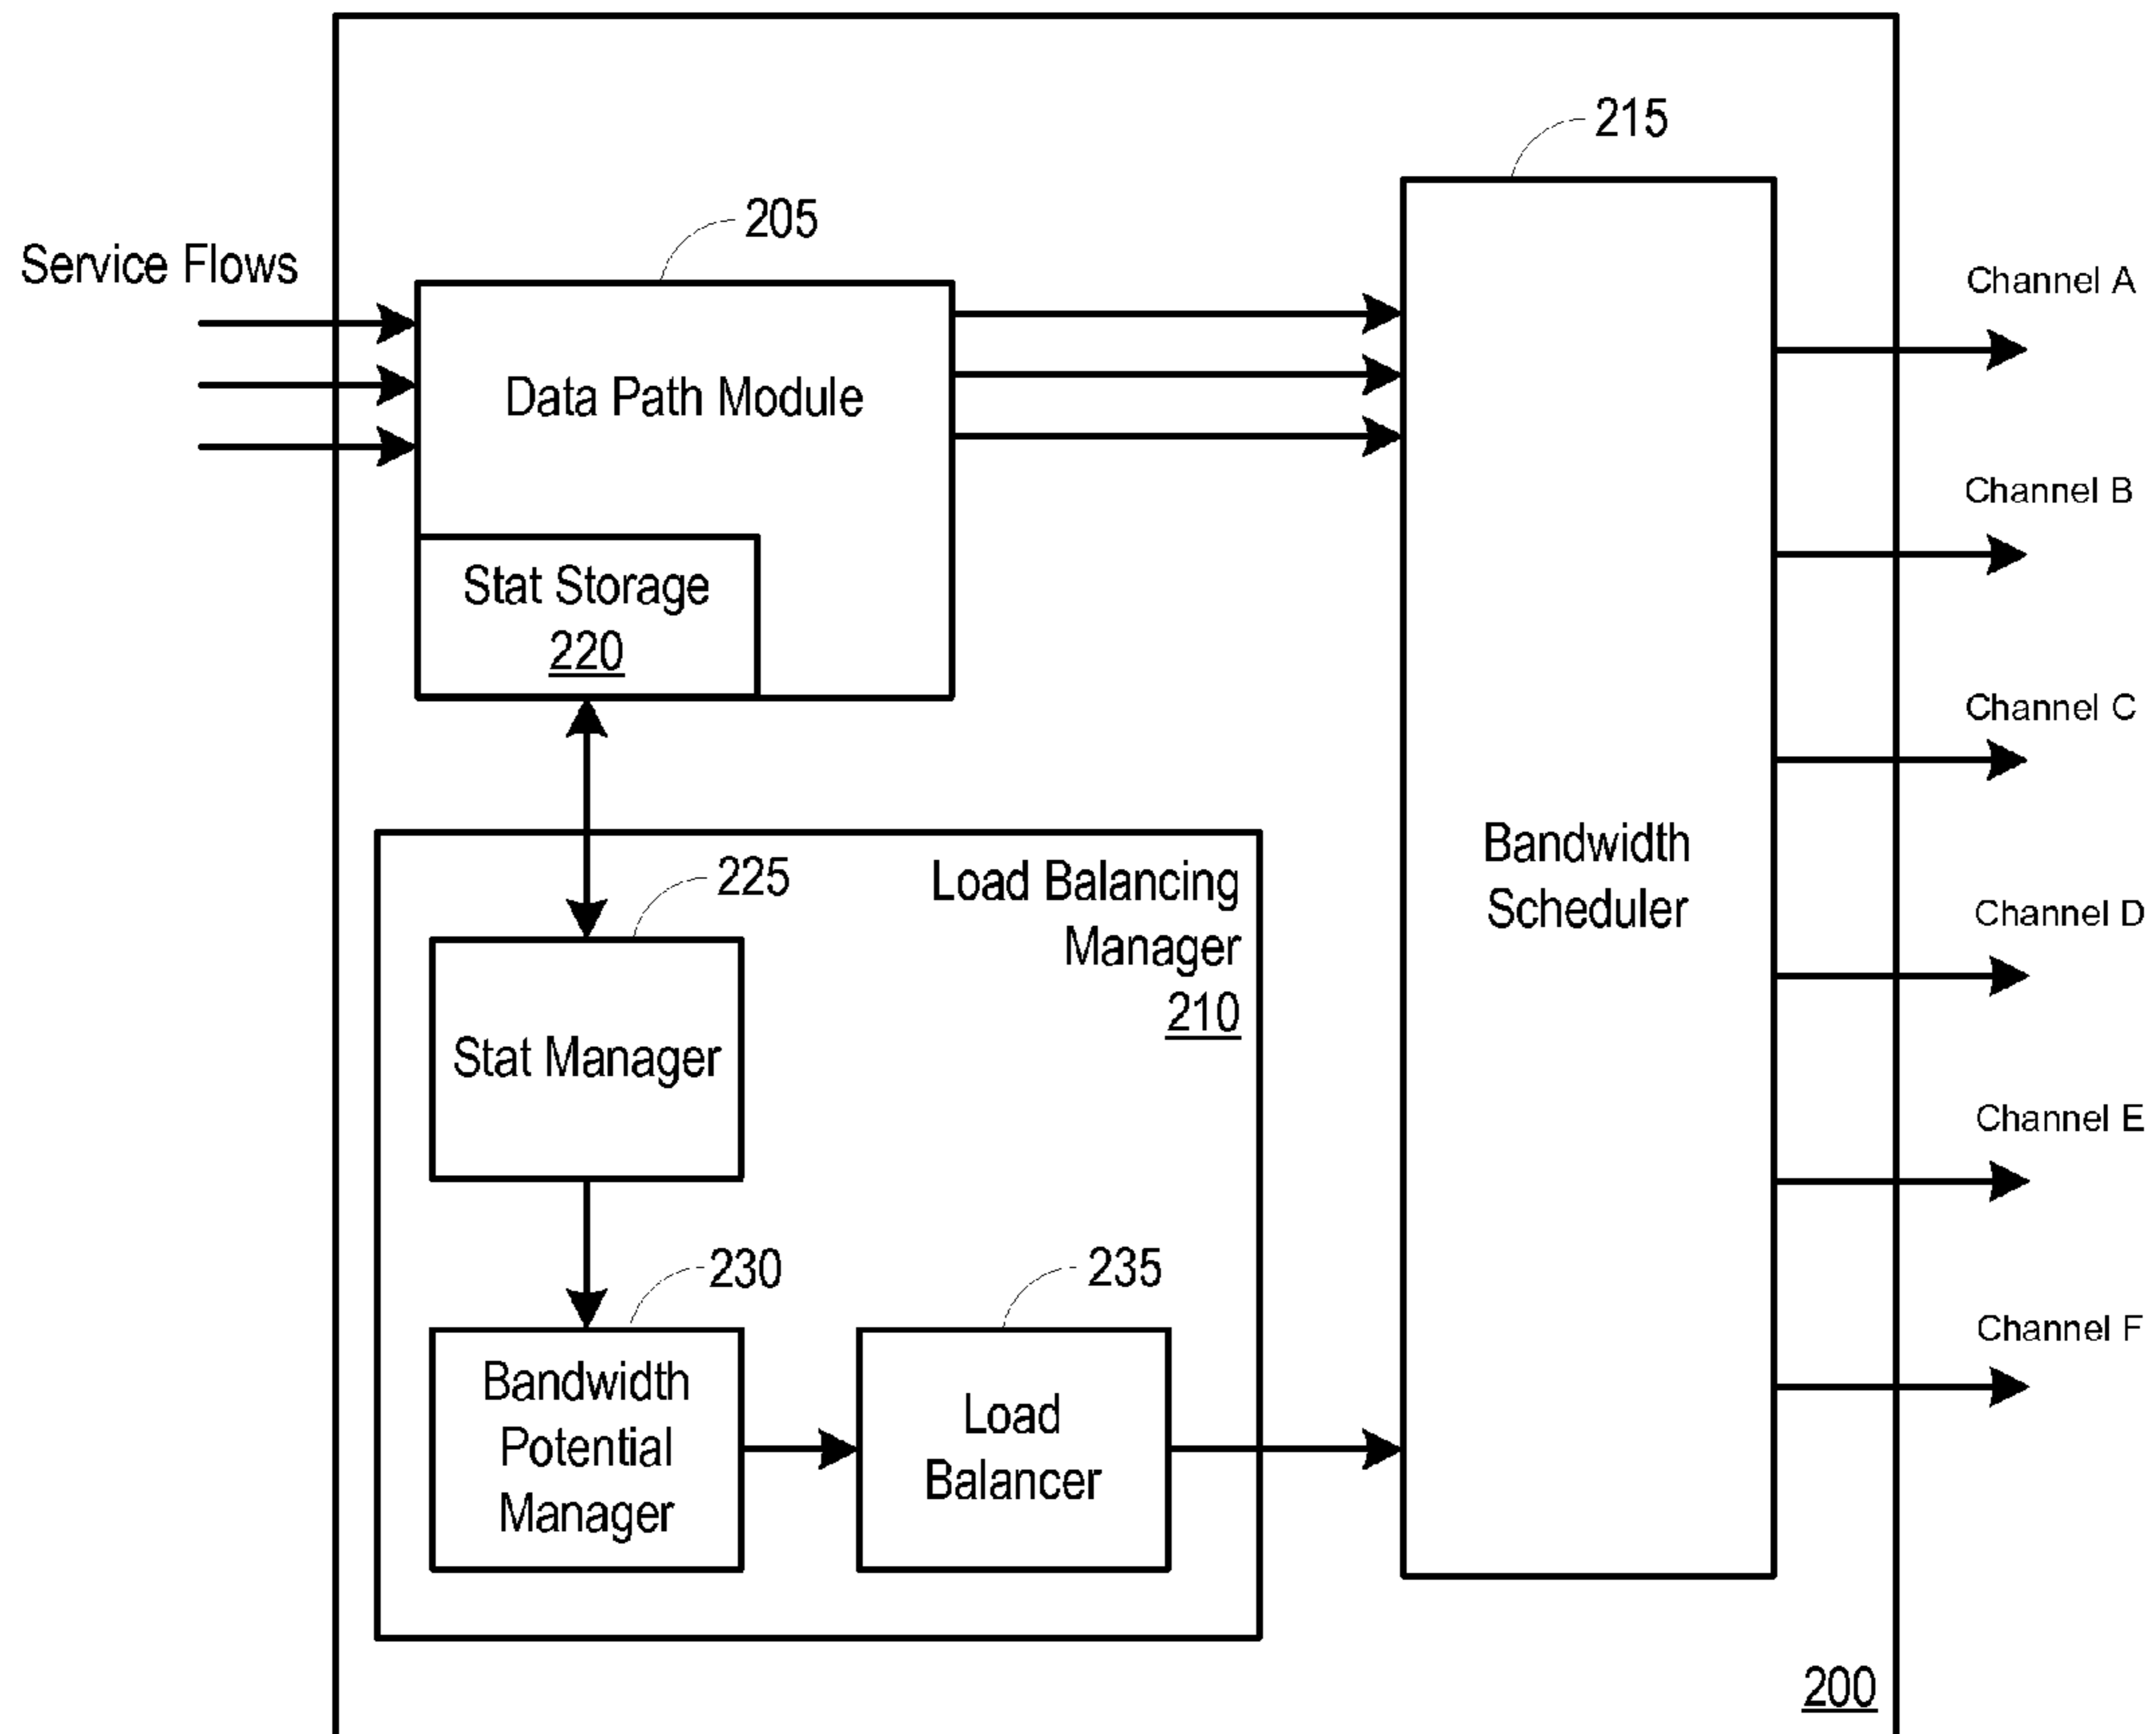 215
205
Service Flows
Channel A
Data Path Module
Channel B
Stat Storage
220
Channel C
Bandwidth
Scheduler
Load Balancing
Manager
210
225
Channel D
Stat Manager
Channel E
230
235
Channel F
Bandwidth
Potential
Manager
Load
Balancer
200